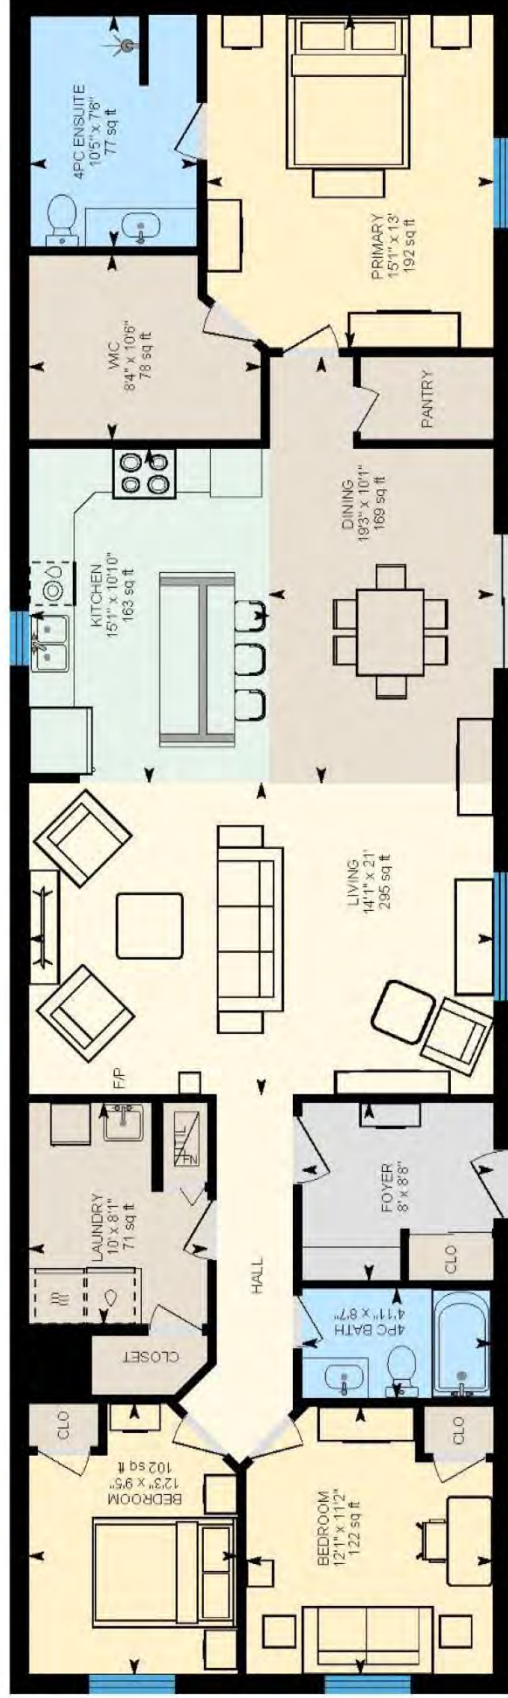 4PC ENSUITE
10'5" x 7'6"
77 sq ft
PRIMARY
15'1" x 13'
192 sq ft
WIC
8'4" x 10'6"
78 sq ft
PANTRY
KITCHEN
15'1" x 10'10"
163 sq ft
DINING
19'3" x 10'1"
169 sq ft
LIVING
14'1" x 21'
295 sq ft
F/P
LAUNDRY
10' x 8'1"
71 sq ft
UTIL
FN
FOYER
8' x 8'8"
CLO
HALL
4PC BATH
4'11" x 8'7"
CLOSET
CLO
BEDROOM
12'3" x 9'5"
102 sq ft
CLO
BEDROOM
12'1" x 11'2"
122 sq ft